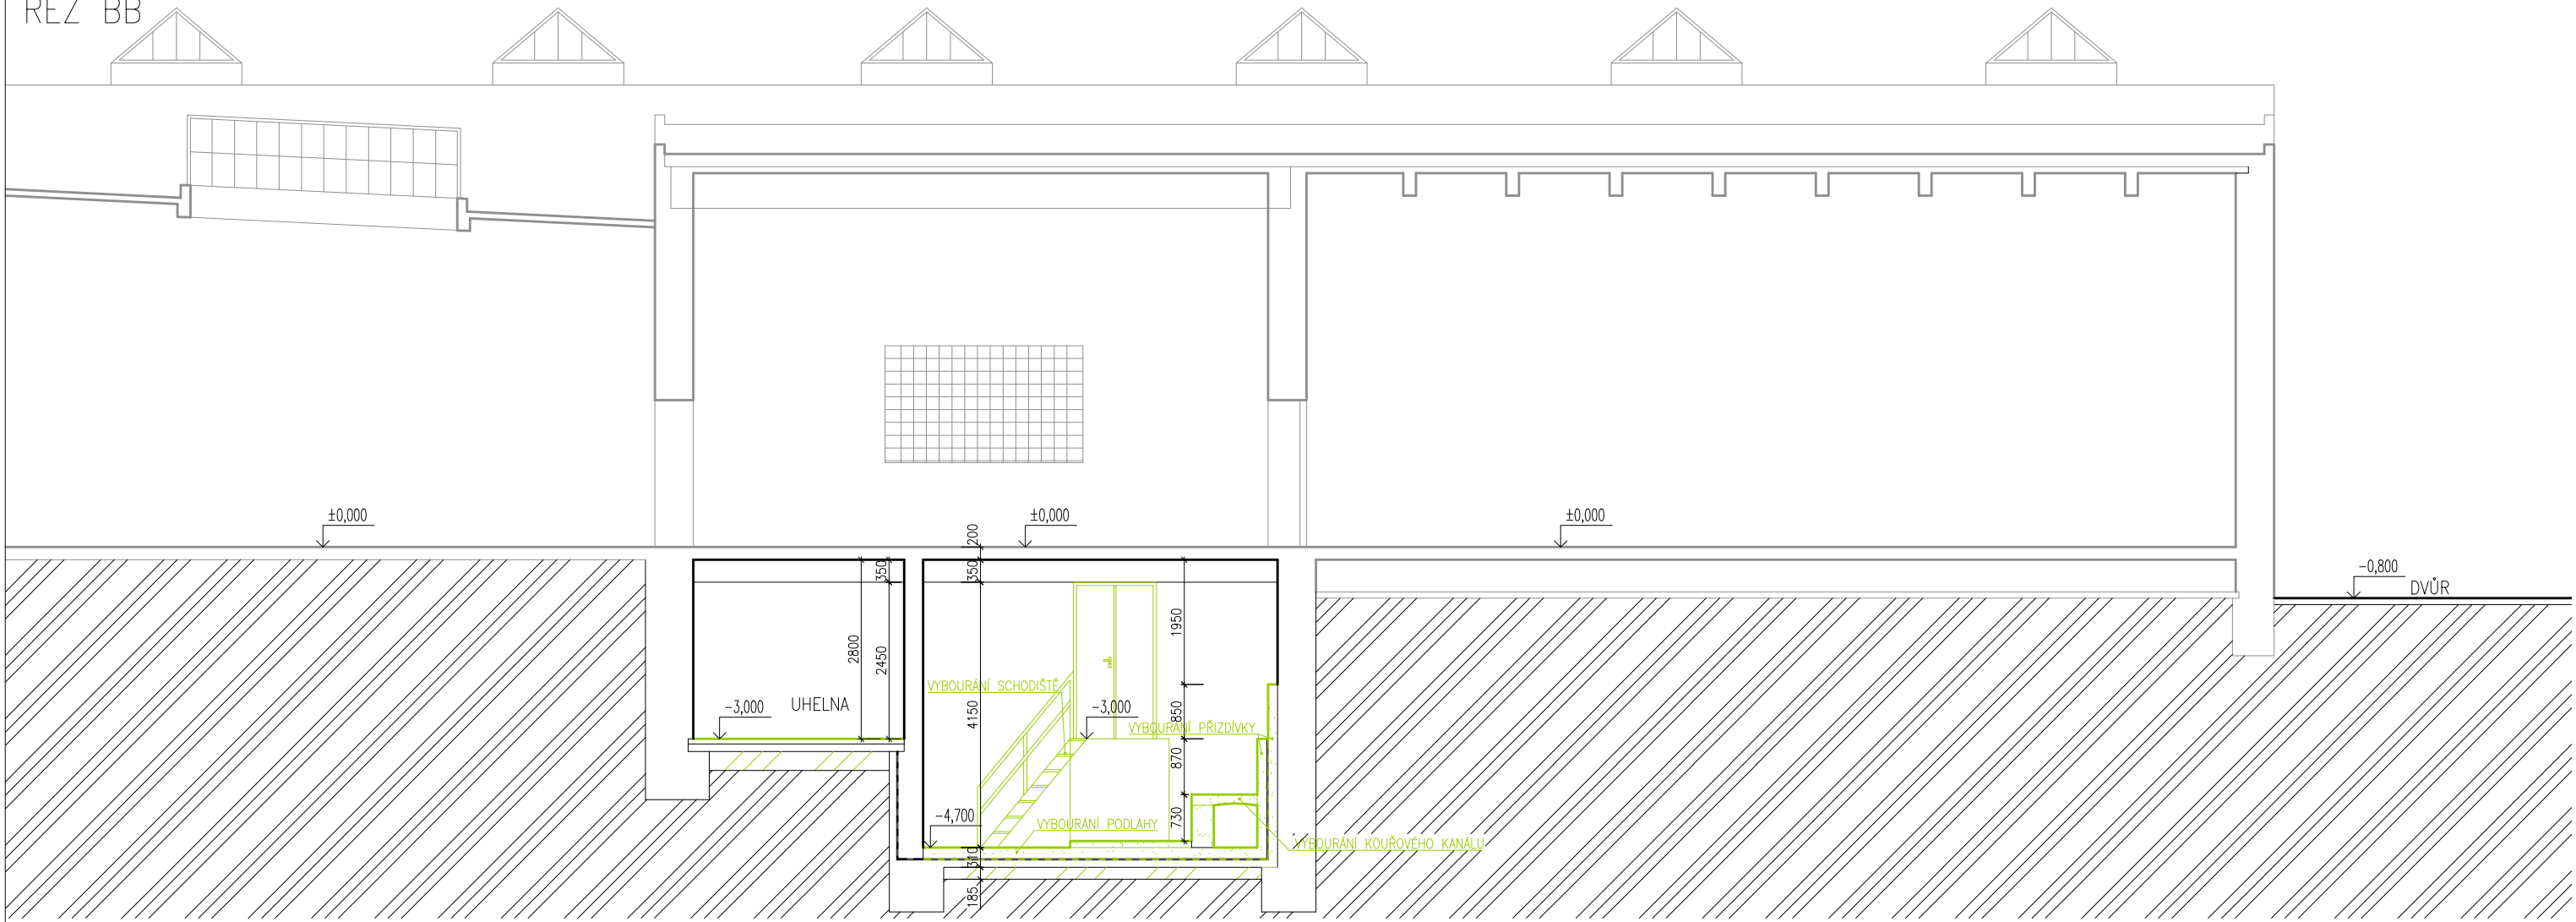 ŘEZ BB
±0,000
±0,000
±0,000
200
350
350
-0,800
DVŮR
1950
2800
2450
4150
VYBOURÁNÍ SCHODIŠTĚ
UHELNA
-3,000
-3,000
850
VYBOURÁNÍ PŘIZDÍVKY
870
730
-4,700
VYBOURÁNÍ PODLAHY
VYBOURÁNÍ KOUŘOVÉHO KANÁLU
310
185